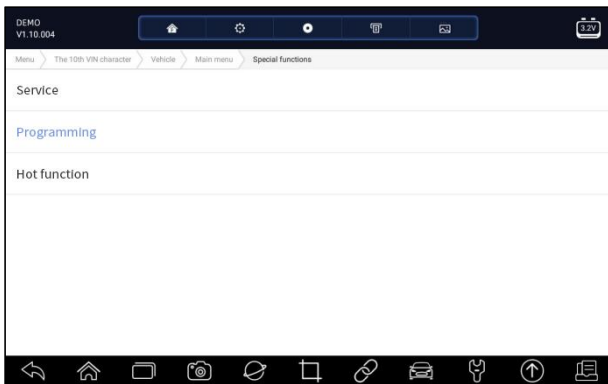 DEMO
V1.10.004
3.2V
Menu
The 10th VIN character
Vehicle
Main menu
Special functions
Service
Programming
Hot function